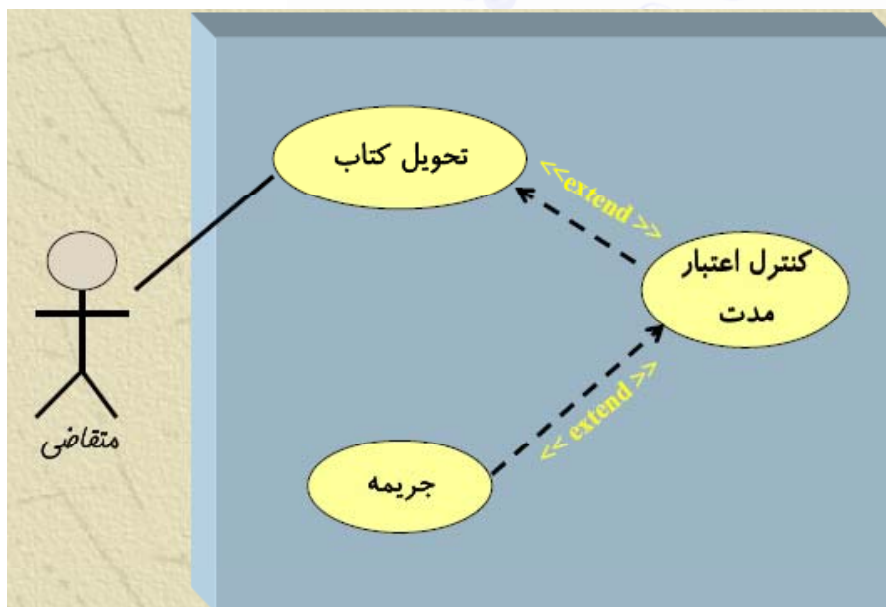 تحویل کتاب
<<extend >>
کنترل اعتبار
مدت
<< extend >>
جریمه
متقاضی